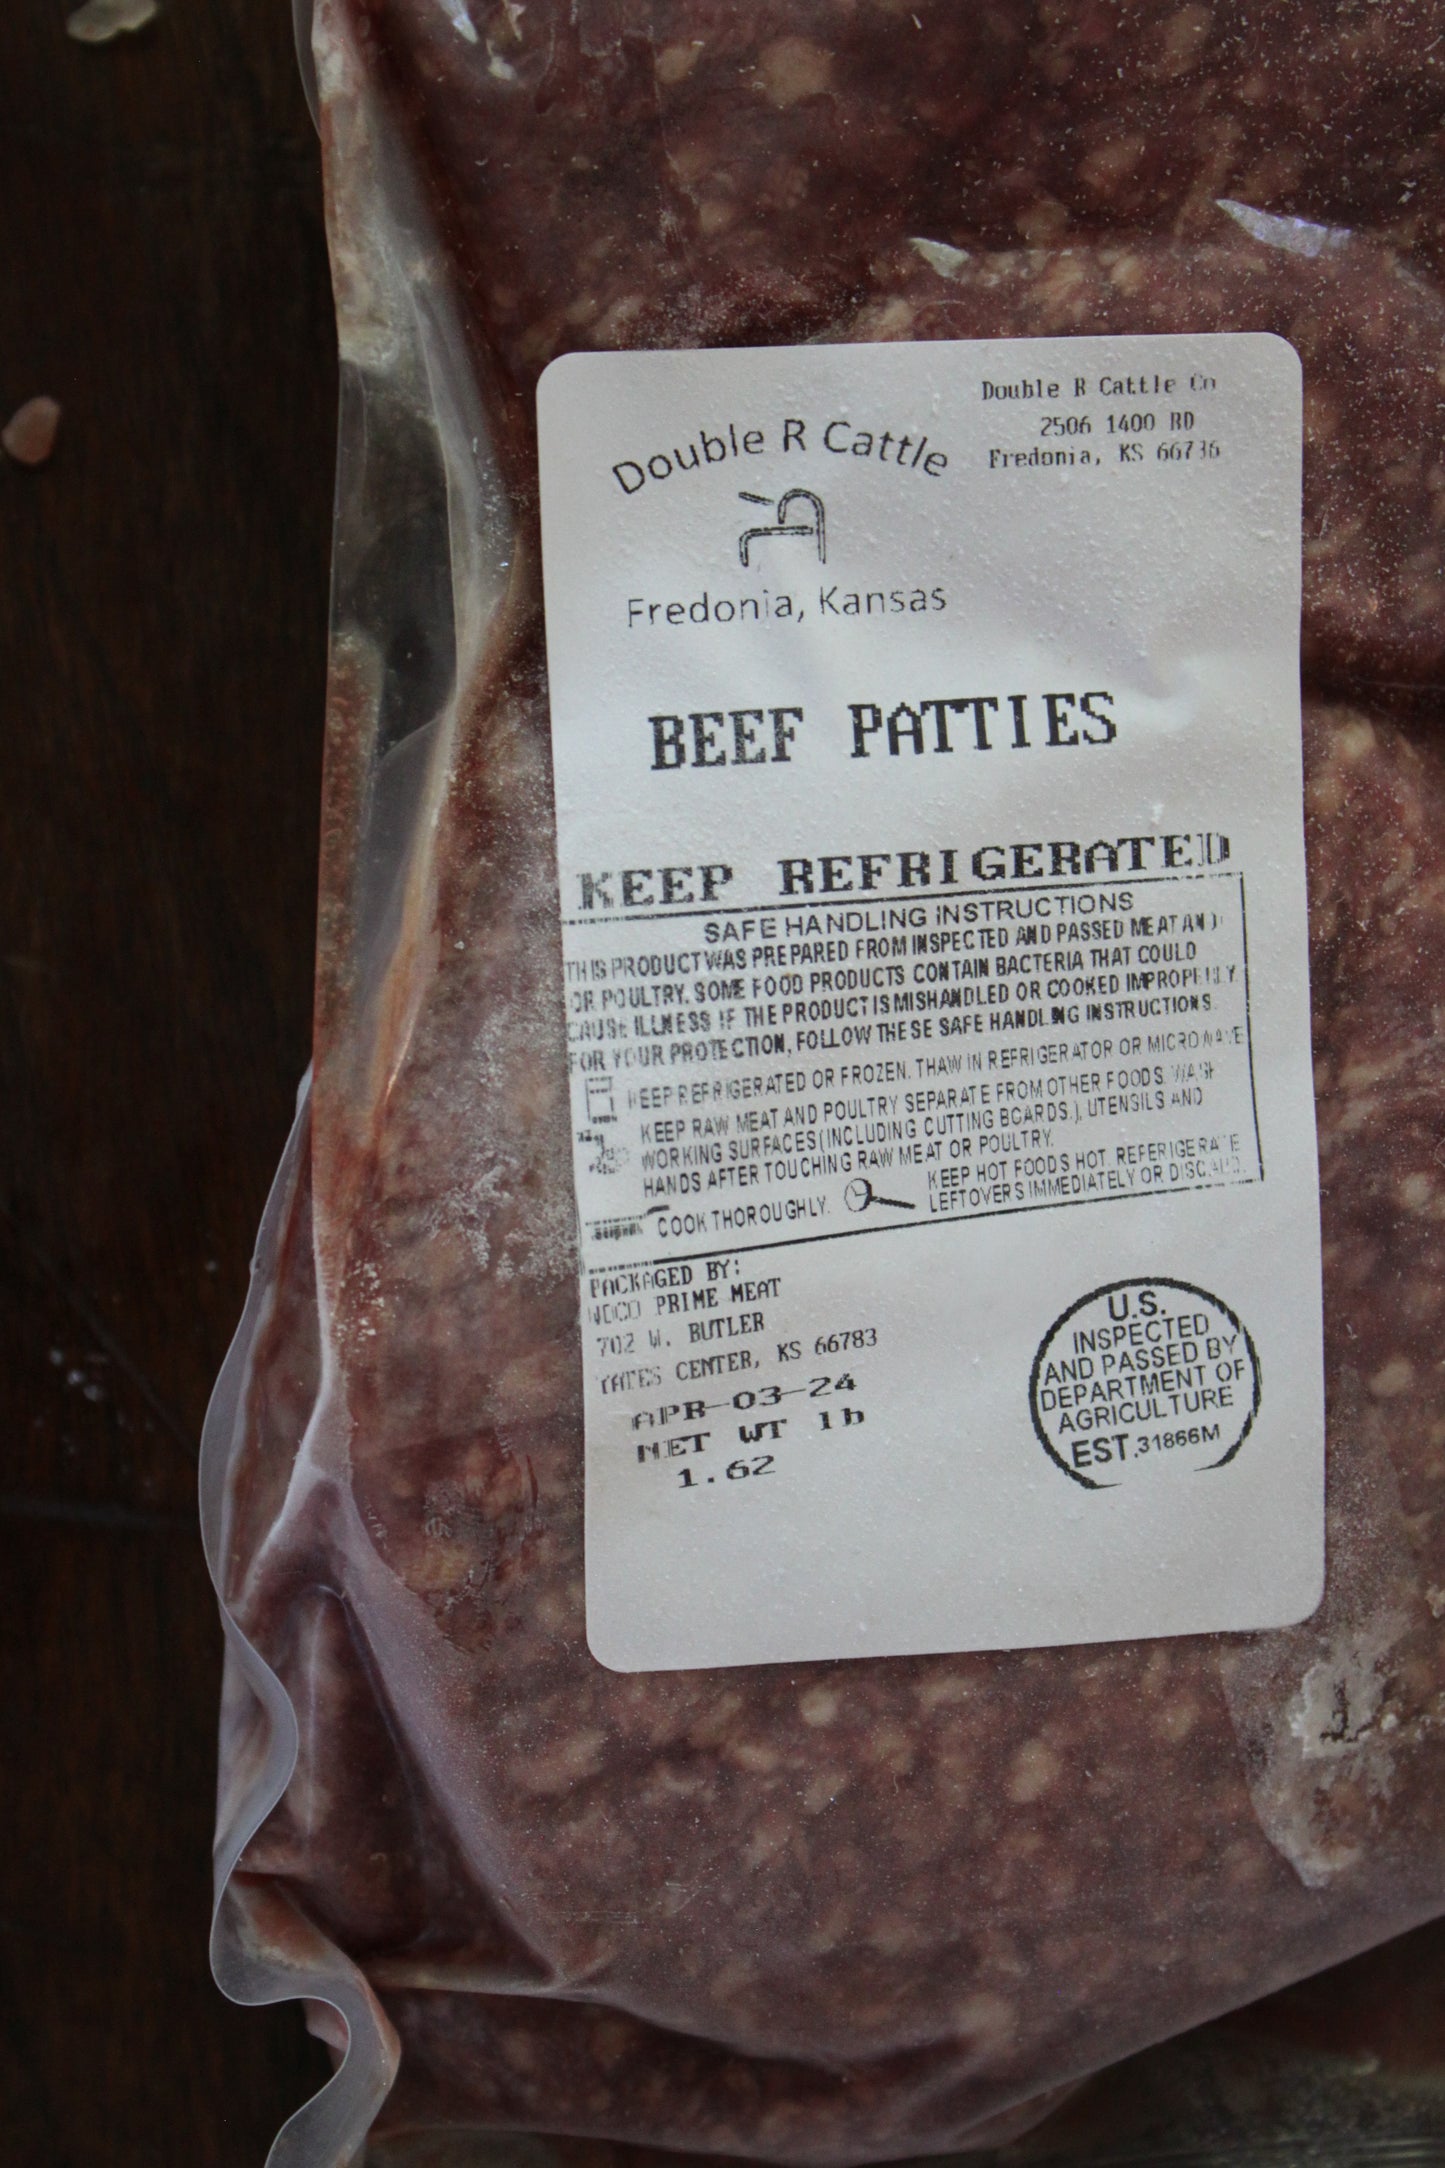 Double R Cattle Co
2506 1400 RD
Fredonia, KS 66736
Double R Cattle
Fredonia, Kansas
BEEF PATTIES
KEEP REFRIGERATED
SAFE HANDLING INSTRUCTIONS
THIS PRODUCT WAS PREPARED FROM INSPECTED AND PASSED MEAT AND
OR POULTRY. SOME FOOD PRODUCTS CONTAIN BACTERIA THAT COULD
CAUSE ILLNESS IF THE PRODUCT IS MISHANDLED OR COOKED IMPROPERLY.
FOR YOUR PROTECTION, FOLLOW THESE SAFE HANDLING INSTRUCTIONS.
KEEP REFRIGERATED OR FROZEN. THAW IN REFRIGERATOR OR MICROWAVE
KEEP RAW MEAT AND POULTRY SEPARATE FROM OTHER FOODS. WASH
WORKING SURFACES (INCLUDING CUTTING BOARDS.), UTENSILS AND
HANDS AFTER TOUCHING RAW MEAT OR POULTRY.
COOK THOROUGHLY.
KEEP HOT FOODS HOT. REFERIGERATE
LEFTOVERS IMMEDIATELY OR DISCARD.
PACKAGED BY:
PRIME MEAT
702 W. BUTLER
YATES CENTER, KS 66783
APR-03-24
NET WT lb
1.62
U.S.
INSPECTED
AND PASSED BY
DEPARTMENT OF
AGRICULTURE
EST.31866M